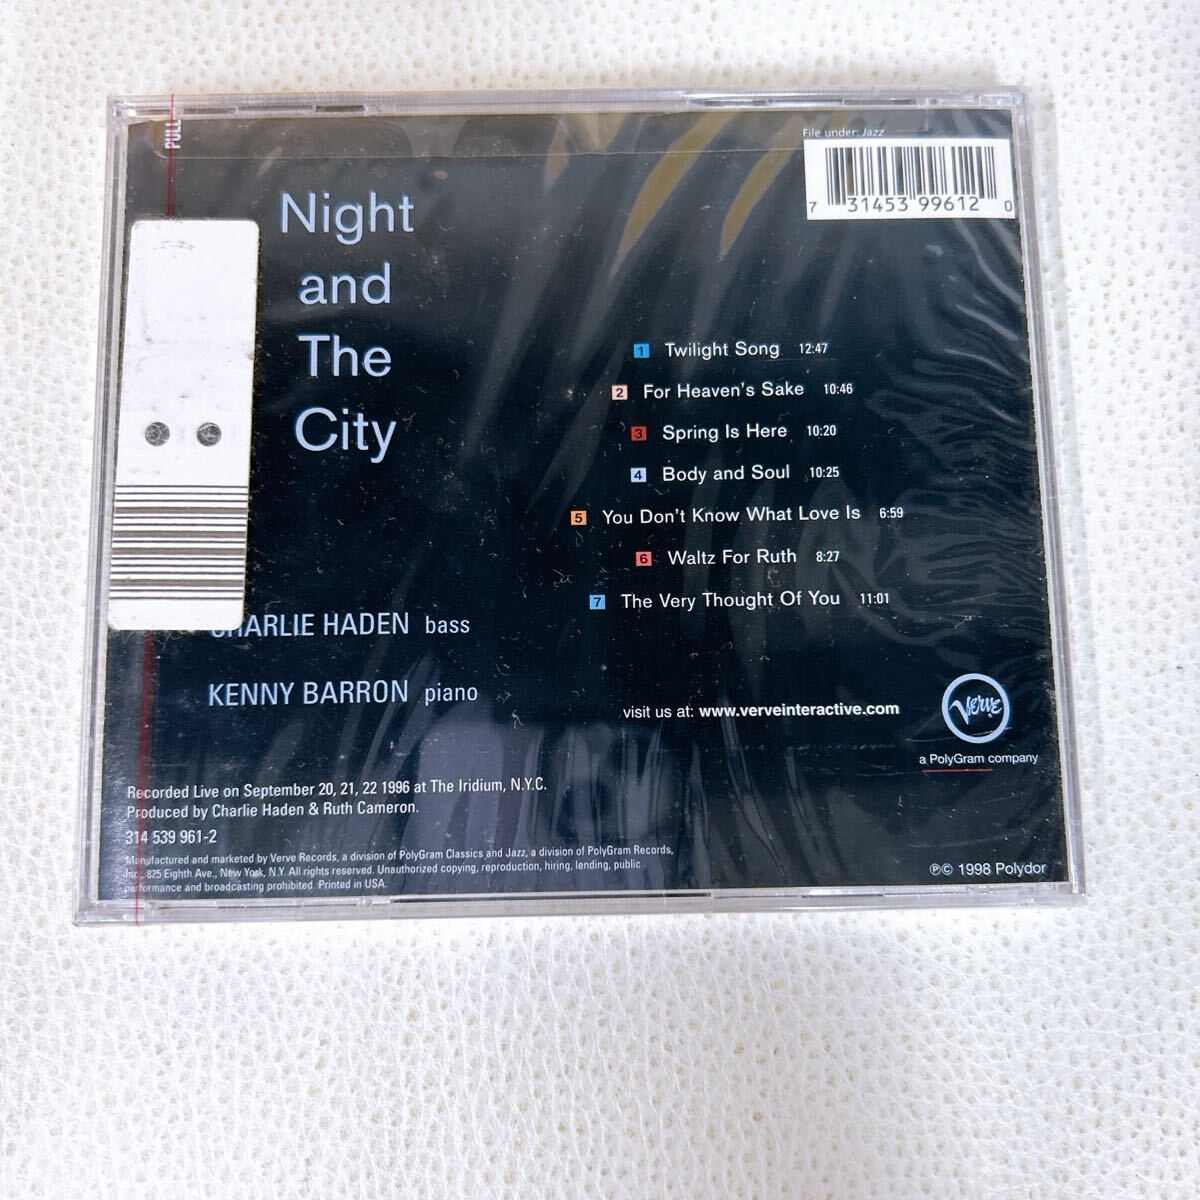 PULL
File under: Jazz
7 31453 99612 0
Night
and
The
City
1 Twilight Song 12:47
2 For Heaven's Sake 10:46
3 Spring Is Here 10:20
4 Body and Soul 10:25
5 You Don't Know What Love Is 6:59
6 Waltz For Ruth 8:27
7 The Very Thought Of You 11:01
CHARLIE HADEN bass
KENNY BARRON piano
visit us at: www.verveinteractive.com
Verve
a PolyGram company
Recorded Live on September 20, 21, 22 1996 at The Iridium, N.Y.C.
Produced by Charlie Haden & Ruth Cameron.
314 539 961-2
Manufactured and marketed by Verve Records, a division of PolyGram Classics and Jazz, a division of PolyGram Records,
Inc., 825 Eighth Ave., New York, N.Y. All rights reserved. Unauthorized copying, reproduction, hiring, lending, public
performance and broadcasting prohibited. Printed in USA.
℗© 1998 Polydor